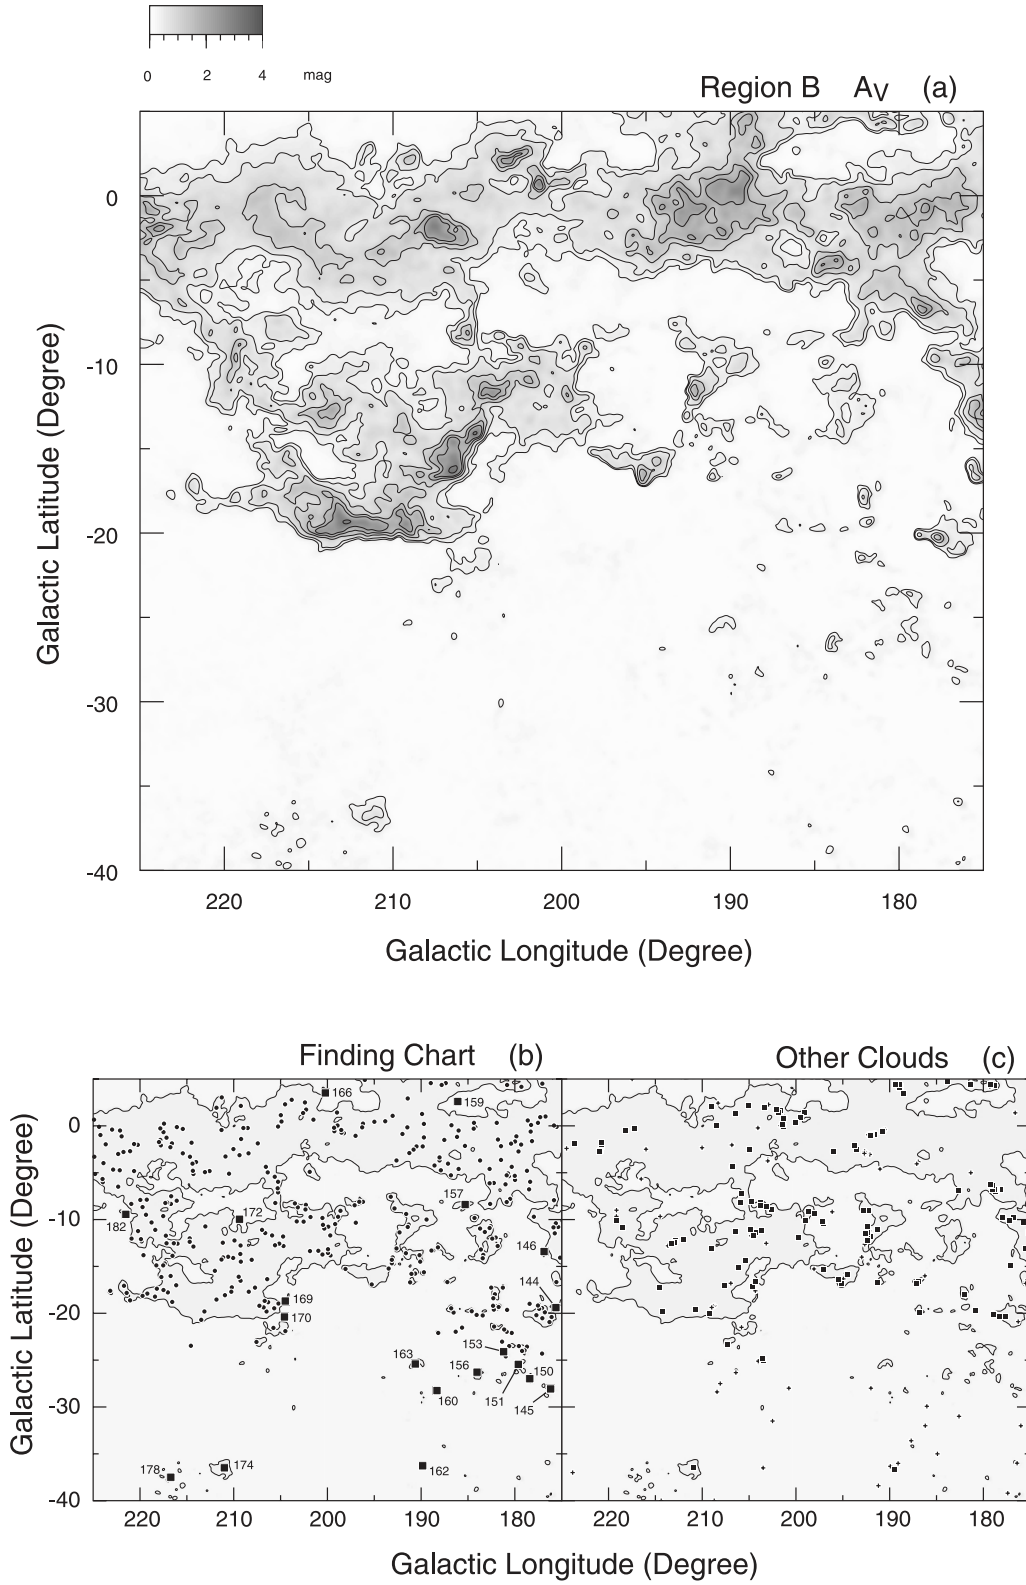 0 2 4 mag
Region B AV (a)
0
-10
-20
-30
-40
Galactic Latitude (Degree)
220 210 200 190 180
Galactic Longitude (Degree)
Finding Chart (b)
Other Clouds (c)
0
-10
-20
-30
-40
Galactic Latitude (Degree)
166
159
157
182
172
146
144
169
170
153
163
156
150
151
160
145
178
174
162
220 210 200 190 180
220 210 200 190 180
Galactic Longitude (Degree)